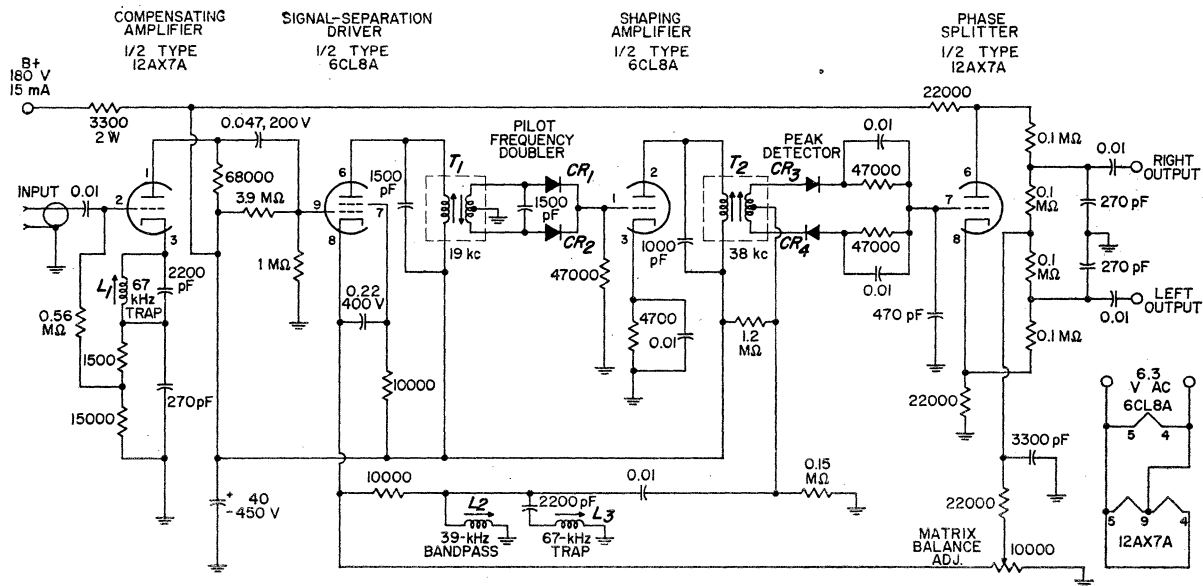 COMPENSATING
AMPLIFIER
1/2 TYPE
12AX7A
SIGNAL-SEPARATION
DRIVER
1/2 TYPE
6CL8A
SHAPING
AMPLIFIER
1/2 TYPE
6CL8A
PHASE
SPLITTER
1/2 TYPE
12AX7A
B+
180 V
15 mA
3300
2 W
22000
0.047, 200 V
PILOT
FREQUENCY
DOUBLER
PEAK
DETECTOR
0.01
0.1 MΩ
0.01
RIGHT
OUTPUT
1
6
1500
pF
T1
CR1
2
T2
CR3
47000
6
INPUT
0.01
2
68000
3.9 MΩ
9
7
1500
pF
1
7
0.1
MΩ
270 pF
3
8
CR2
3
1000
pF
CR4
47000
8
19 kc
38 kc
0.01
1 MΩ
47000
0.1
MΩ
270 pF
L1
67
kHz
TRAP
2200
pF
0.22
400 V
470 pF
0.01
LEFT
OUTPUT
0.56
MΩ
4700
0.01
1.2
MΩ
0.1 MΩ
1500
10000
22000
6.3
V AC
6CL8A
15000
270 pF
5
4
3300 pF
40
450 V
+
-
10000
0.01
0.15
MΩ
L2
2200 pF
L3
22000
39-kHz
BANDPASS
67-kHz
TRAP
MATRIX
BALANCE
ADJ.
10000
5
9
4
12AX7A